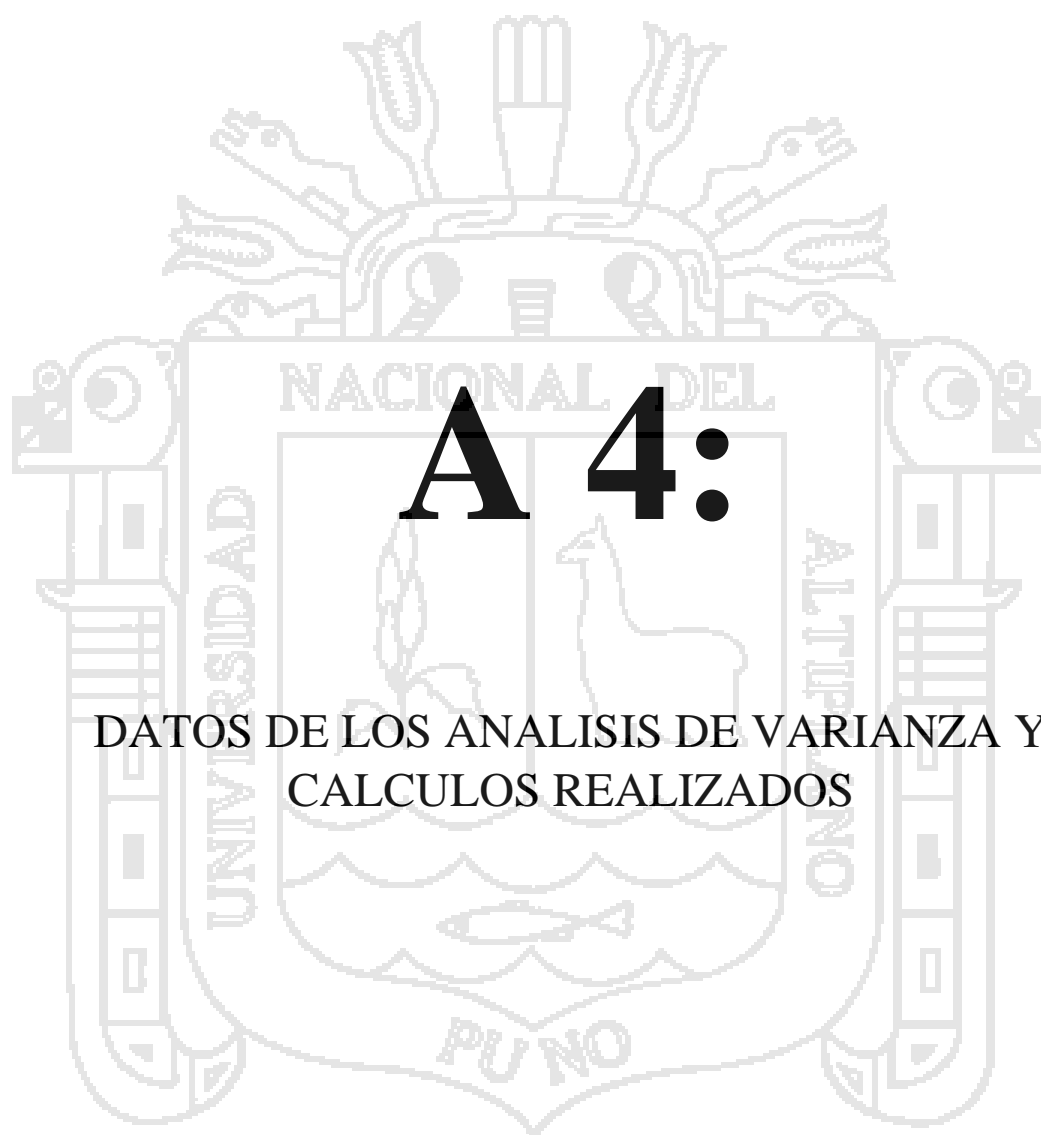 NACIONAL DEL
A 4:
UNIVERSIDAD
ALTIPLANO
DATOS DE LOS ANALISIS DE VARIANZA Y
CALCULOS REALIZADOS
PUNO